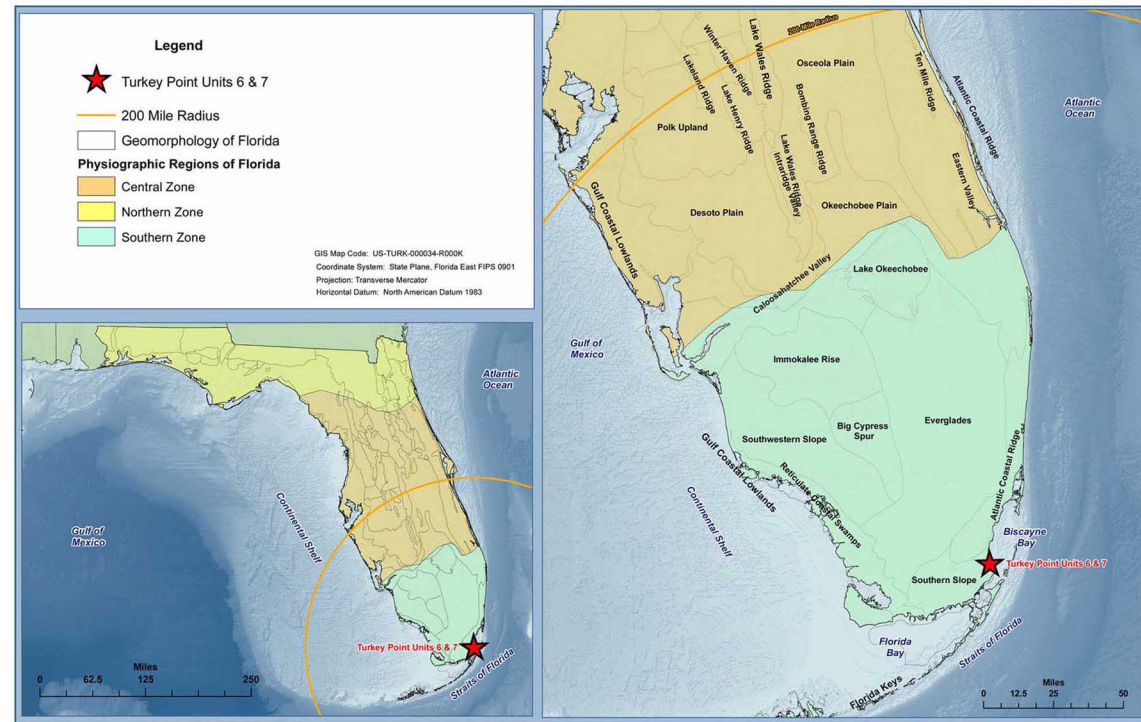 Legend
Turkey Point Units 6 & 7
200 Mile Radius
Geomorphology of Florida
Physiographic Regions of Florida
Central Zone
Northern Zone
Southern Zone
GIS Map Code: US-TURK-000034-R000K
Coordinate System: State Plane, Florida East FIPS 0901
Projection: Transverse Mercator
Horizontal Datum: North American Datum 1983
Atlantic
Ocean
Gulf of
Mexico
Continental Shelf
Turkey Point Units 6 & 7
Straits of Florida
Miles
0 62.5 125 250
200-Mile Radius
Winter Haven Ridge
Lake Wales Ridge
Osceola Plain
Lakeland Ridge
Lake Henry Ridge
Ten Mile Ridge
Atlantic Coastal Ridge
Atlantic
Ocean
Polk Upland
Bombing Range Ridge
Lake Wales Ridge
Intraridge Valley
Eastern Valley
Gulf Coastal Lowlands
Desoto Plain
Okeechobee Plain
Caloosahatchee Valley
Lake Okeechobee
Gulf of
Mexico
Immokalee Rise
Everglades
Big Cypress
Spur
Southwestern Slope
Gulf Coastal Lowlands
Reticulate Coastal Swamps
Continental Shelf
Atlantic Coastal Ridge
Biscayne
Bay
Turkey Point Units 6 & 7
Southern Slope
Florida
Bay
Straits of Florida
Florida Keys
Miles
0 12.5 25 50